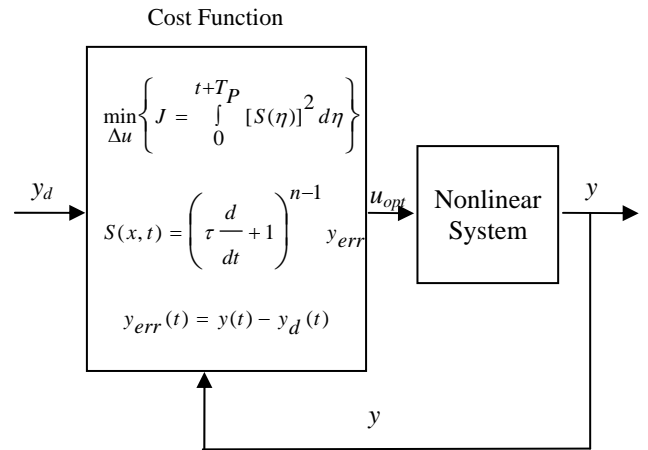 Cost Function
min Δu { J = ∫ 0 t+T_P [S(η)]² dη }
y_d
S(x,t) = ( τ d/dt + 1 )^{n−1} y_err
u_opt
Nonlinear
System
y
y_err(t) = y(t) − y_d(t)
y